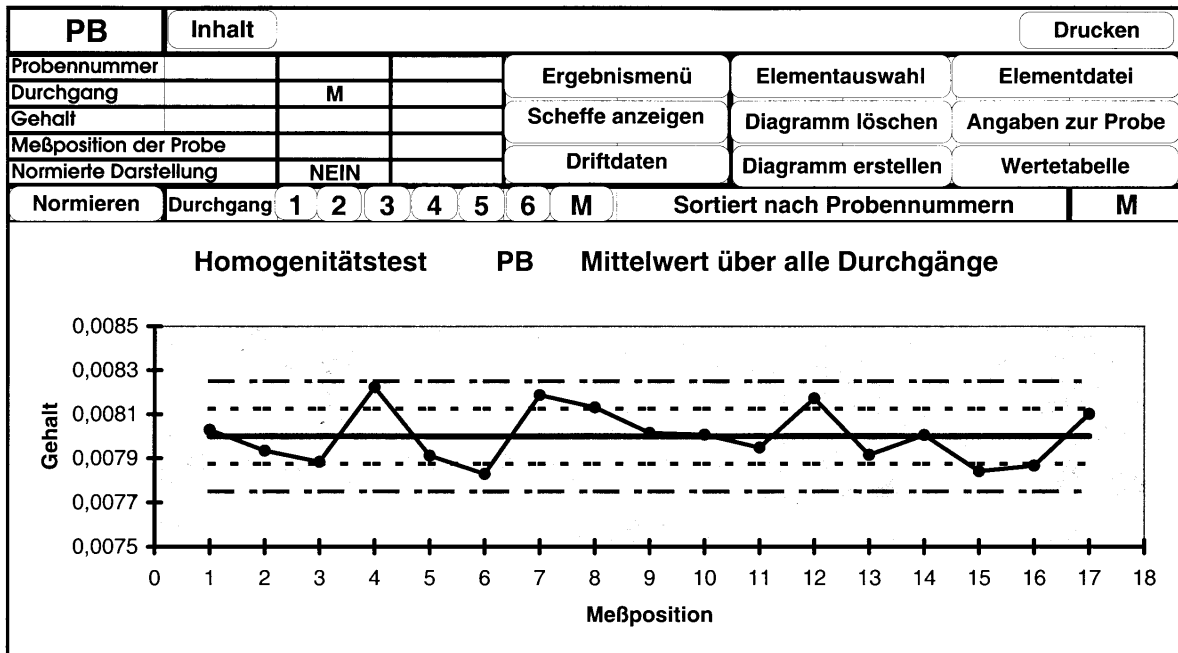 PB Inhalt Drucken
Probennummer
Durchgang M
Gehalt
Meßposition der Probe
Normierte Darstellung NEIN
Ergebnismenü Elementauswahl Elementdatei
Scheffe anzeigen Diagramm löschen Angaben zur Probe
Driftdaten Diagramm erstellen Wertetabelle
Normieren Durchgang 1 2 3 4 5 6 M Sortiert nach Probennummern M
Homogenitätstest PB Mittelwert über alle Durchgänge
0,0085
0,0083
0,0081
0,0079
0,0077
0,0075
Gehalt
0 1 2 3 4 5 6 7 8 9 10 11 12 13 14 15 16 17 18
Meßposition